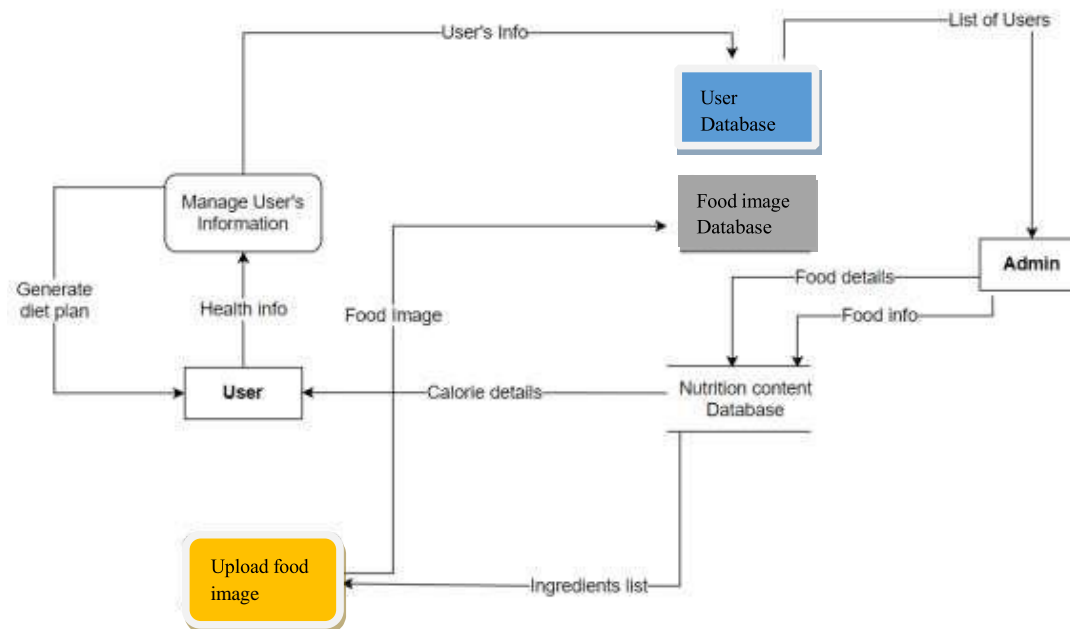 List of Users
User's Info
User
Database
Manage User's
Information
Food image
Database
Admin
Food details
Generate
diet plan
Health info
Food Image
Food info
User
Calorie details
Nutrition content
Database
Upload food
image
Ingredients list